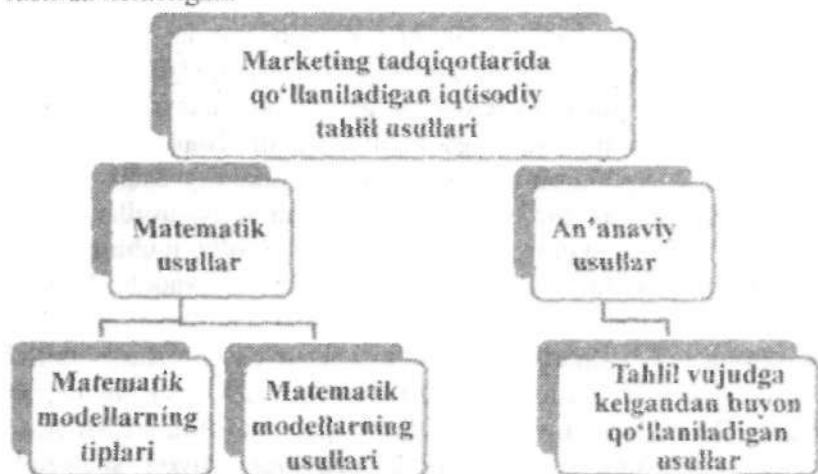 Marketing tadqiqotlarida
qo‘llaniladigan iqtisodiy
tahlil usullari
Matematik
usullar
An’anaviy
usullar
Matematik
modellarning
tiplari
Matematik
modellarning
usullari
Tahlil vujudga
kelgandan buyon
qo‘llaniladigan
usullar